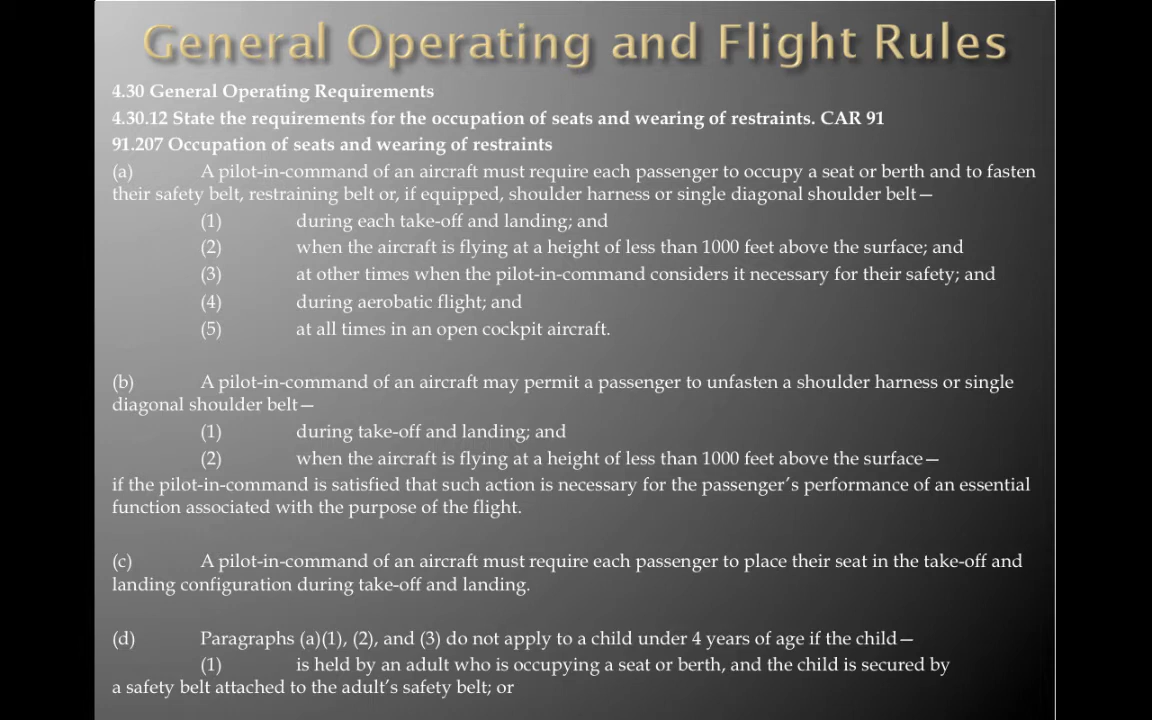 General Operating and Flight Rules
4.30 General Operating Requirements
4.30.12 State the requirements for the occupation of seats and wearing of restraints. CAR 91
91.207 Occupation of seats and wearing of restraints
(a) A pilot-in-command of an aircraft must require each passenger to occupy a seat or berth and to fasten
their safety belt, restraining belt or, if equipped, shoulder harness or single diagonal shoulder belt—
(1) during each take-off and landing; and
(2) when the aircraft is flying at a height of less than 1000 feet above the surface; and
(3) at other times when the pilot-in-command considers it necessary for their safety; and
(4) during aerobatic flight; and
(5) at all times in an open cockpit aircraft.
(b) A pilot-in-command of an aircraft may permit a passenger to unfasten a shoulder harness or single
diagonal shoulder belt—
(1) during take-off and landing; and
(2) when the aircraft is flying at a height of less than 1000 feet above the surface—
if the pilot-in-command is satisfied that such action is necessary for the passenger's performance of an essential
function associated with the purpose of the flight.
(c) A pilot-in-command of an aircraft must require each passenger to place their seat in the take-off and
landing configuration during take-off and landing.
(d) Paragraphs (a)(1), (2), and (3) do not apply to a child under 4 years of age if the child—
(1) is held by an adult who is occupying a seat or berth, and the child is secured by
a safety belt attached to the adult's safety belt; or